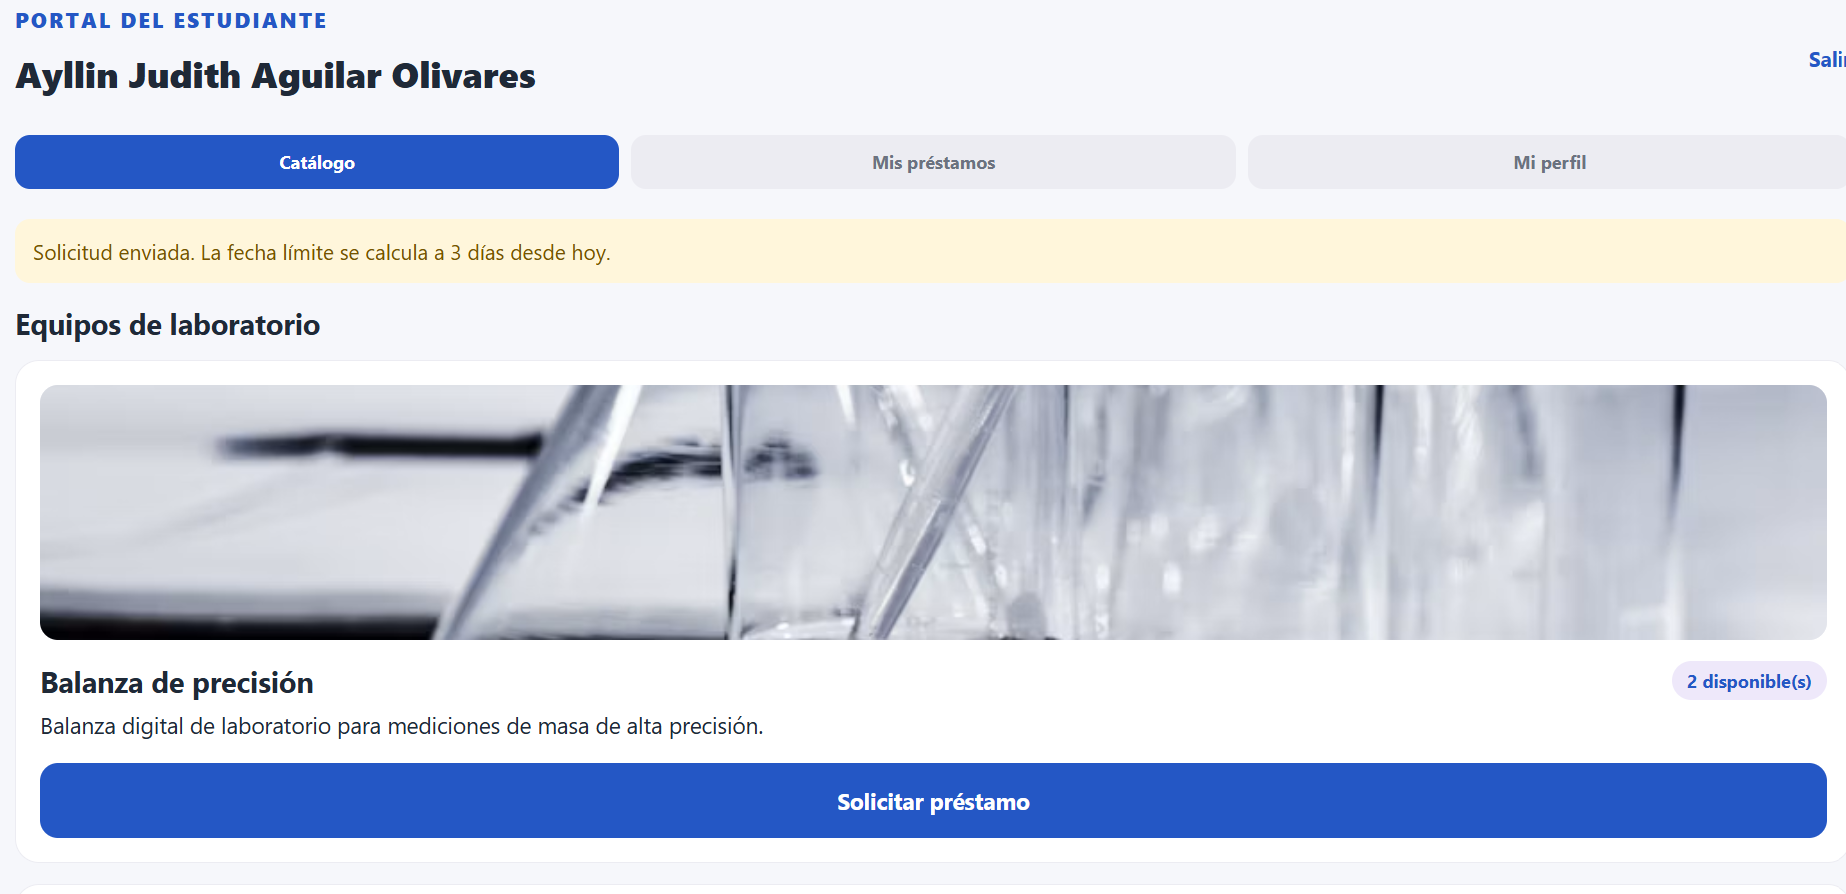 PORTAL DEL ESTUDIANTE
Ayllin Judith Aguilar Olivares
Catálogo
Mis préstamos
Mi perfil
Solicitud enviada. La fecha límite se calcula a 3 días desde hoy.
Equipos de laboratorio
Balanza de precisión
2 disponible(s)
Balanza digital de laboratorio para mediciones de masa de alta precisión.
Solicitar préstamo